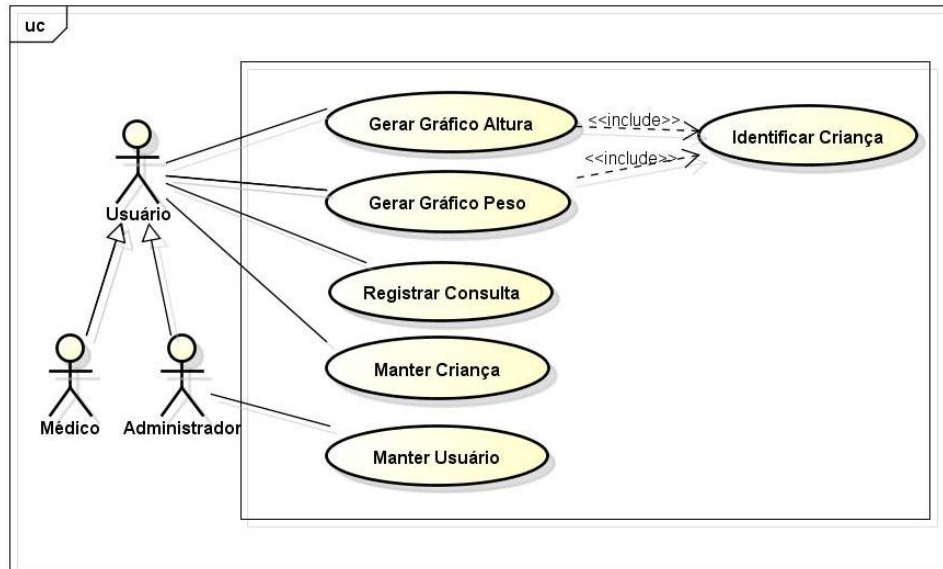 uc
Gerar Gráfico Altura
<<include>>
Identificar Criança
<<include>>
Gerar Gráfico Peso
Usuário
Registrar Consulta
Manter Criança
Médico
Administrador
Manter Usuário